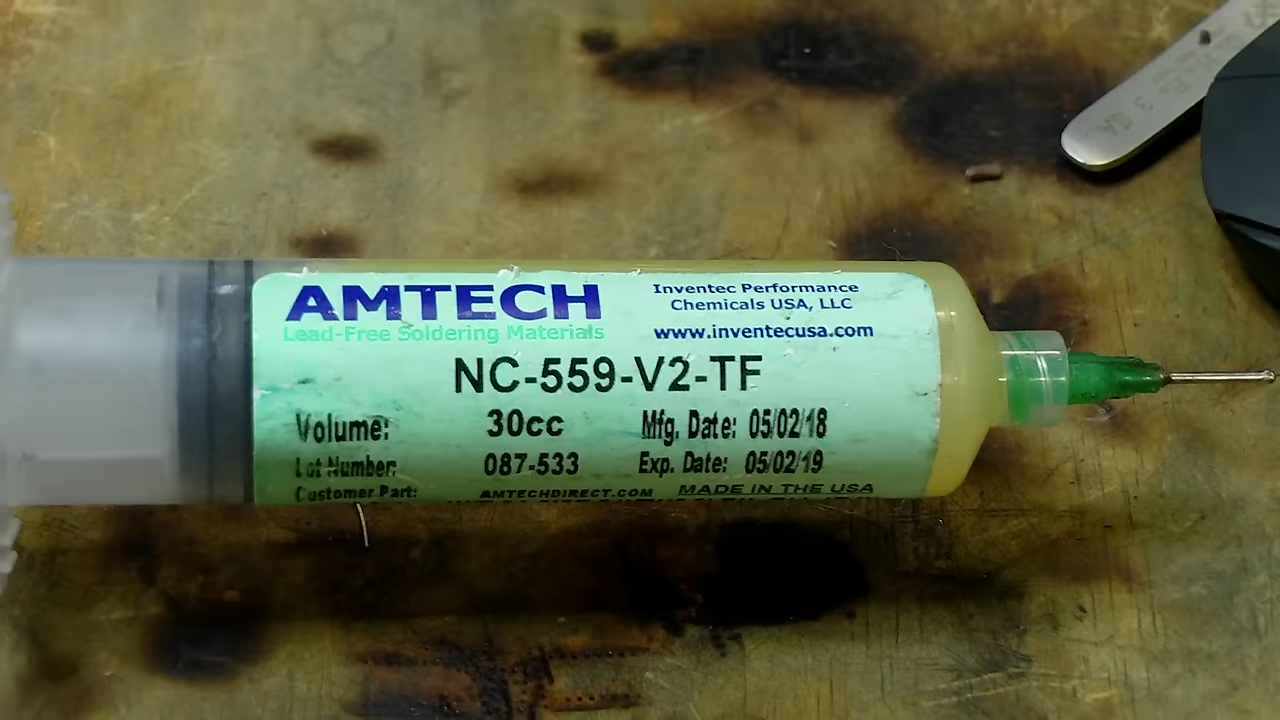 AMTECH
Lead-Free Soldering Materials
Inventec Performance
Chemicals USA, LLC
www.inventecusa.com
NC-559-V2-TF
Volume: 30cc Mfg. Date: 05/02/18
Lot Number: 087-533 Exp. Date: 05/02/19
Customer Part: AMTECHDIRECT.COM MADE IN THE USA
3 SA